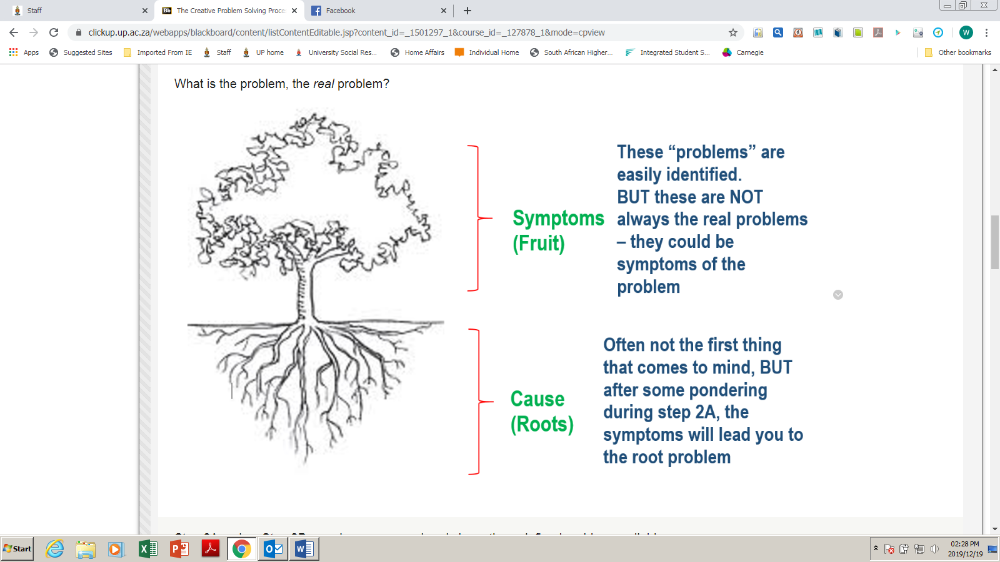 Staff
The Creative Problem Solving Proce
Facebook
clickup.up.ac.za/webapps/blackboard/content/listContentEditable.jsp?content_id=_1501297_1&course_id=_127878_1&mode=cpview
W
Apps
Suggested Sites
Imported From IE
Staff
UP home
University Social Res...
Home Affairs
Individual Home
South African Higher...
Integrated Student S...
Carnegie
Other bookmarks
What is the problem, the real problem?
Symptoms
(Fruit)
These “problems” are
easily identified.
BUT these are NOT
always the real problems
– they could be
symptoms of the
problem
Cause
(Roots)
Often not the first thing
that comes to mind, BUT
after some pondering
during step 2A, the
symptoms will lead you to
the root problem
Start
02:28 PM
2019/12/19